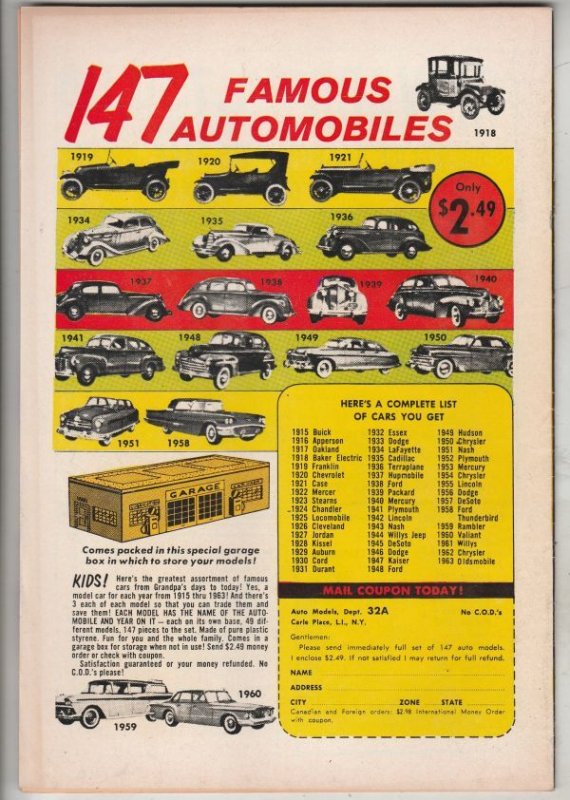 147 FAMOUS
AUTOMOBILES
1918
1919
1920
1921
Only
$2.49
1934
1935
1936
1937
1938
1939
1940
1941
1948
1949
1950
1951
1958
HERE'S A COMPLETE LIST
OF CARS YOU GET
1915 Buick
1916 Apperson
1917 Oakland
1918 Baker Electric
1919 Franklin
1920 Chevrolet
1921 Case
1922 Mercer
1923 Stearns
1924 Chandler
1925 Locomobile
1926 Cleveland
1927 Jordan
1928 Kissel
1929 Auburn
1930 Cord
1931 Durant
1932 Essex
1933 Dodge
1934 LaFayette
1935 Cadillac
1936 Terraplane
1937 Hupmobile
1938 Ford
1939 Packard
1940 Mercury
1941 Plymouth
1942 Lincoln
1943 Nash
1944 Willys Jeep
1945 DeSoto
1946 Dodge
1947 Kaiser
1948 Ford
1949 Hudson
1950 Chrysler
1951 Nash
1952 Plymouth
1953 Mercury
1954 Chrysler
1955 Lincoln
1956 Dodge
1957 DeSoto
1958 Ford
Thunderbird
1959 Rambler
1960 Valiant
1961 Willys
1962 Chrysler
1963 Oldsmobile
GARAGE
Comes packed in this special garage
box in which to store your models!
KIDS! Here's the greatest assortment of famous
cars from Grandpa's days to today! Yes, a
model car for each year from 1915 thru 1963! And there's
3 each of each model so that you can trade them and
save them! EACH MODEL HAS THE NAME OF THE AUTO-
MOBILE AND YEAR ON IT — each on its own base, 49 dif-
ferent models, 147 pieces to the set. Made of pure plastic
styrene. Fun for you and the whole family. Comes in a
garage box for storage when not in use! Send $2.49 money
order or check with coupon.
Satisfaction guaranteed or your money refunded. No
C.O.D.'s please!
1959
1960
MAIL COUPON TODAY!
Auto Models, Dept. 32A No C.O.D.'s
Carle Place, L.I., N.Y.
Gentlemen:
Please send immediately full set of 147 auto models.
I enclose $2.49. If not satisfied I may return for full refund.
NAME
ADDRESS
CITY ZONE STATE
Canadian and Foreign orders: $2.98 International Money Order
with coupon.